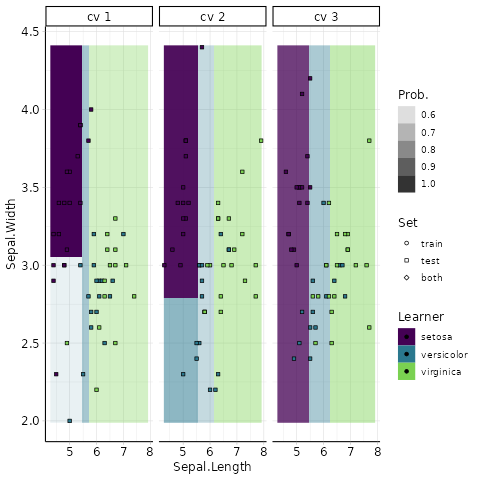 cv 1 cv 2 cv 3
4.5
4.0
3.5
3.0
2.5
2.0
Sepal.Width
5 6 7 8 5 6 7 8 5 6 7 8
Sepal.Length
Prob.
0.6
0.7
0.8
0.9
1.0
Set
train
test
both
Learner
setosa
versicolor
virginica